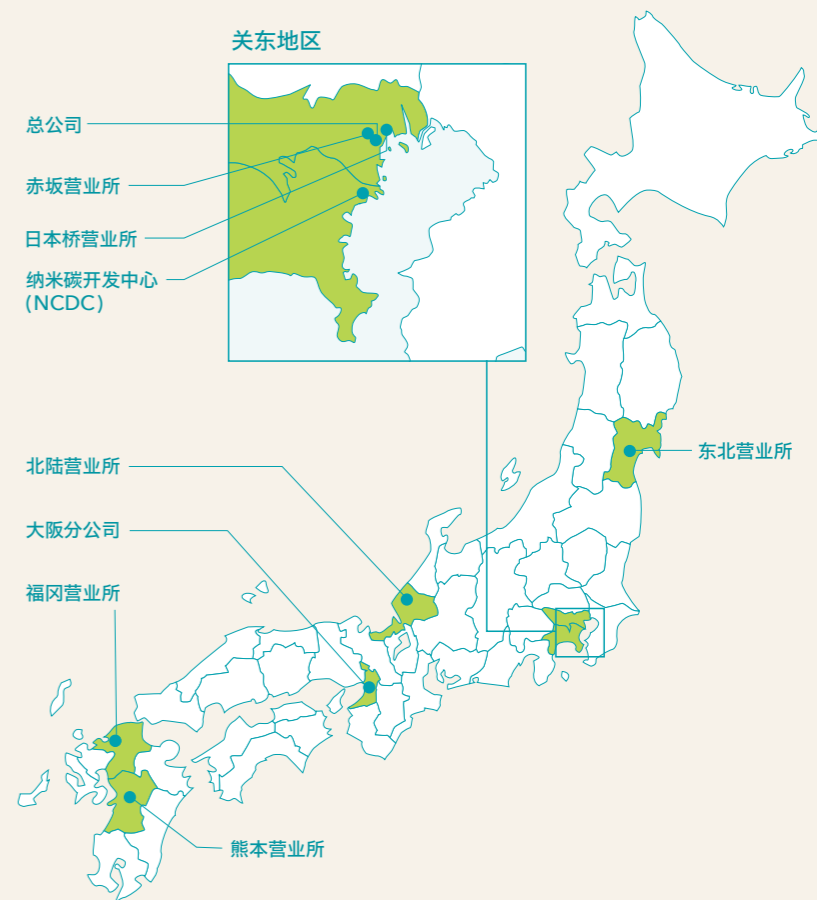 关东地区
总公司
赤坂营业所
日本桥营业所
纳米碳开发中心
(NCDC)
东北营业所
北陆营业所
大阪分公司
福冈营业所
熊本营业所